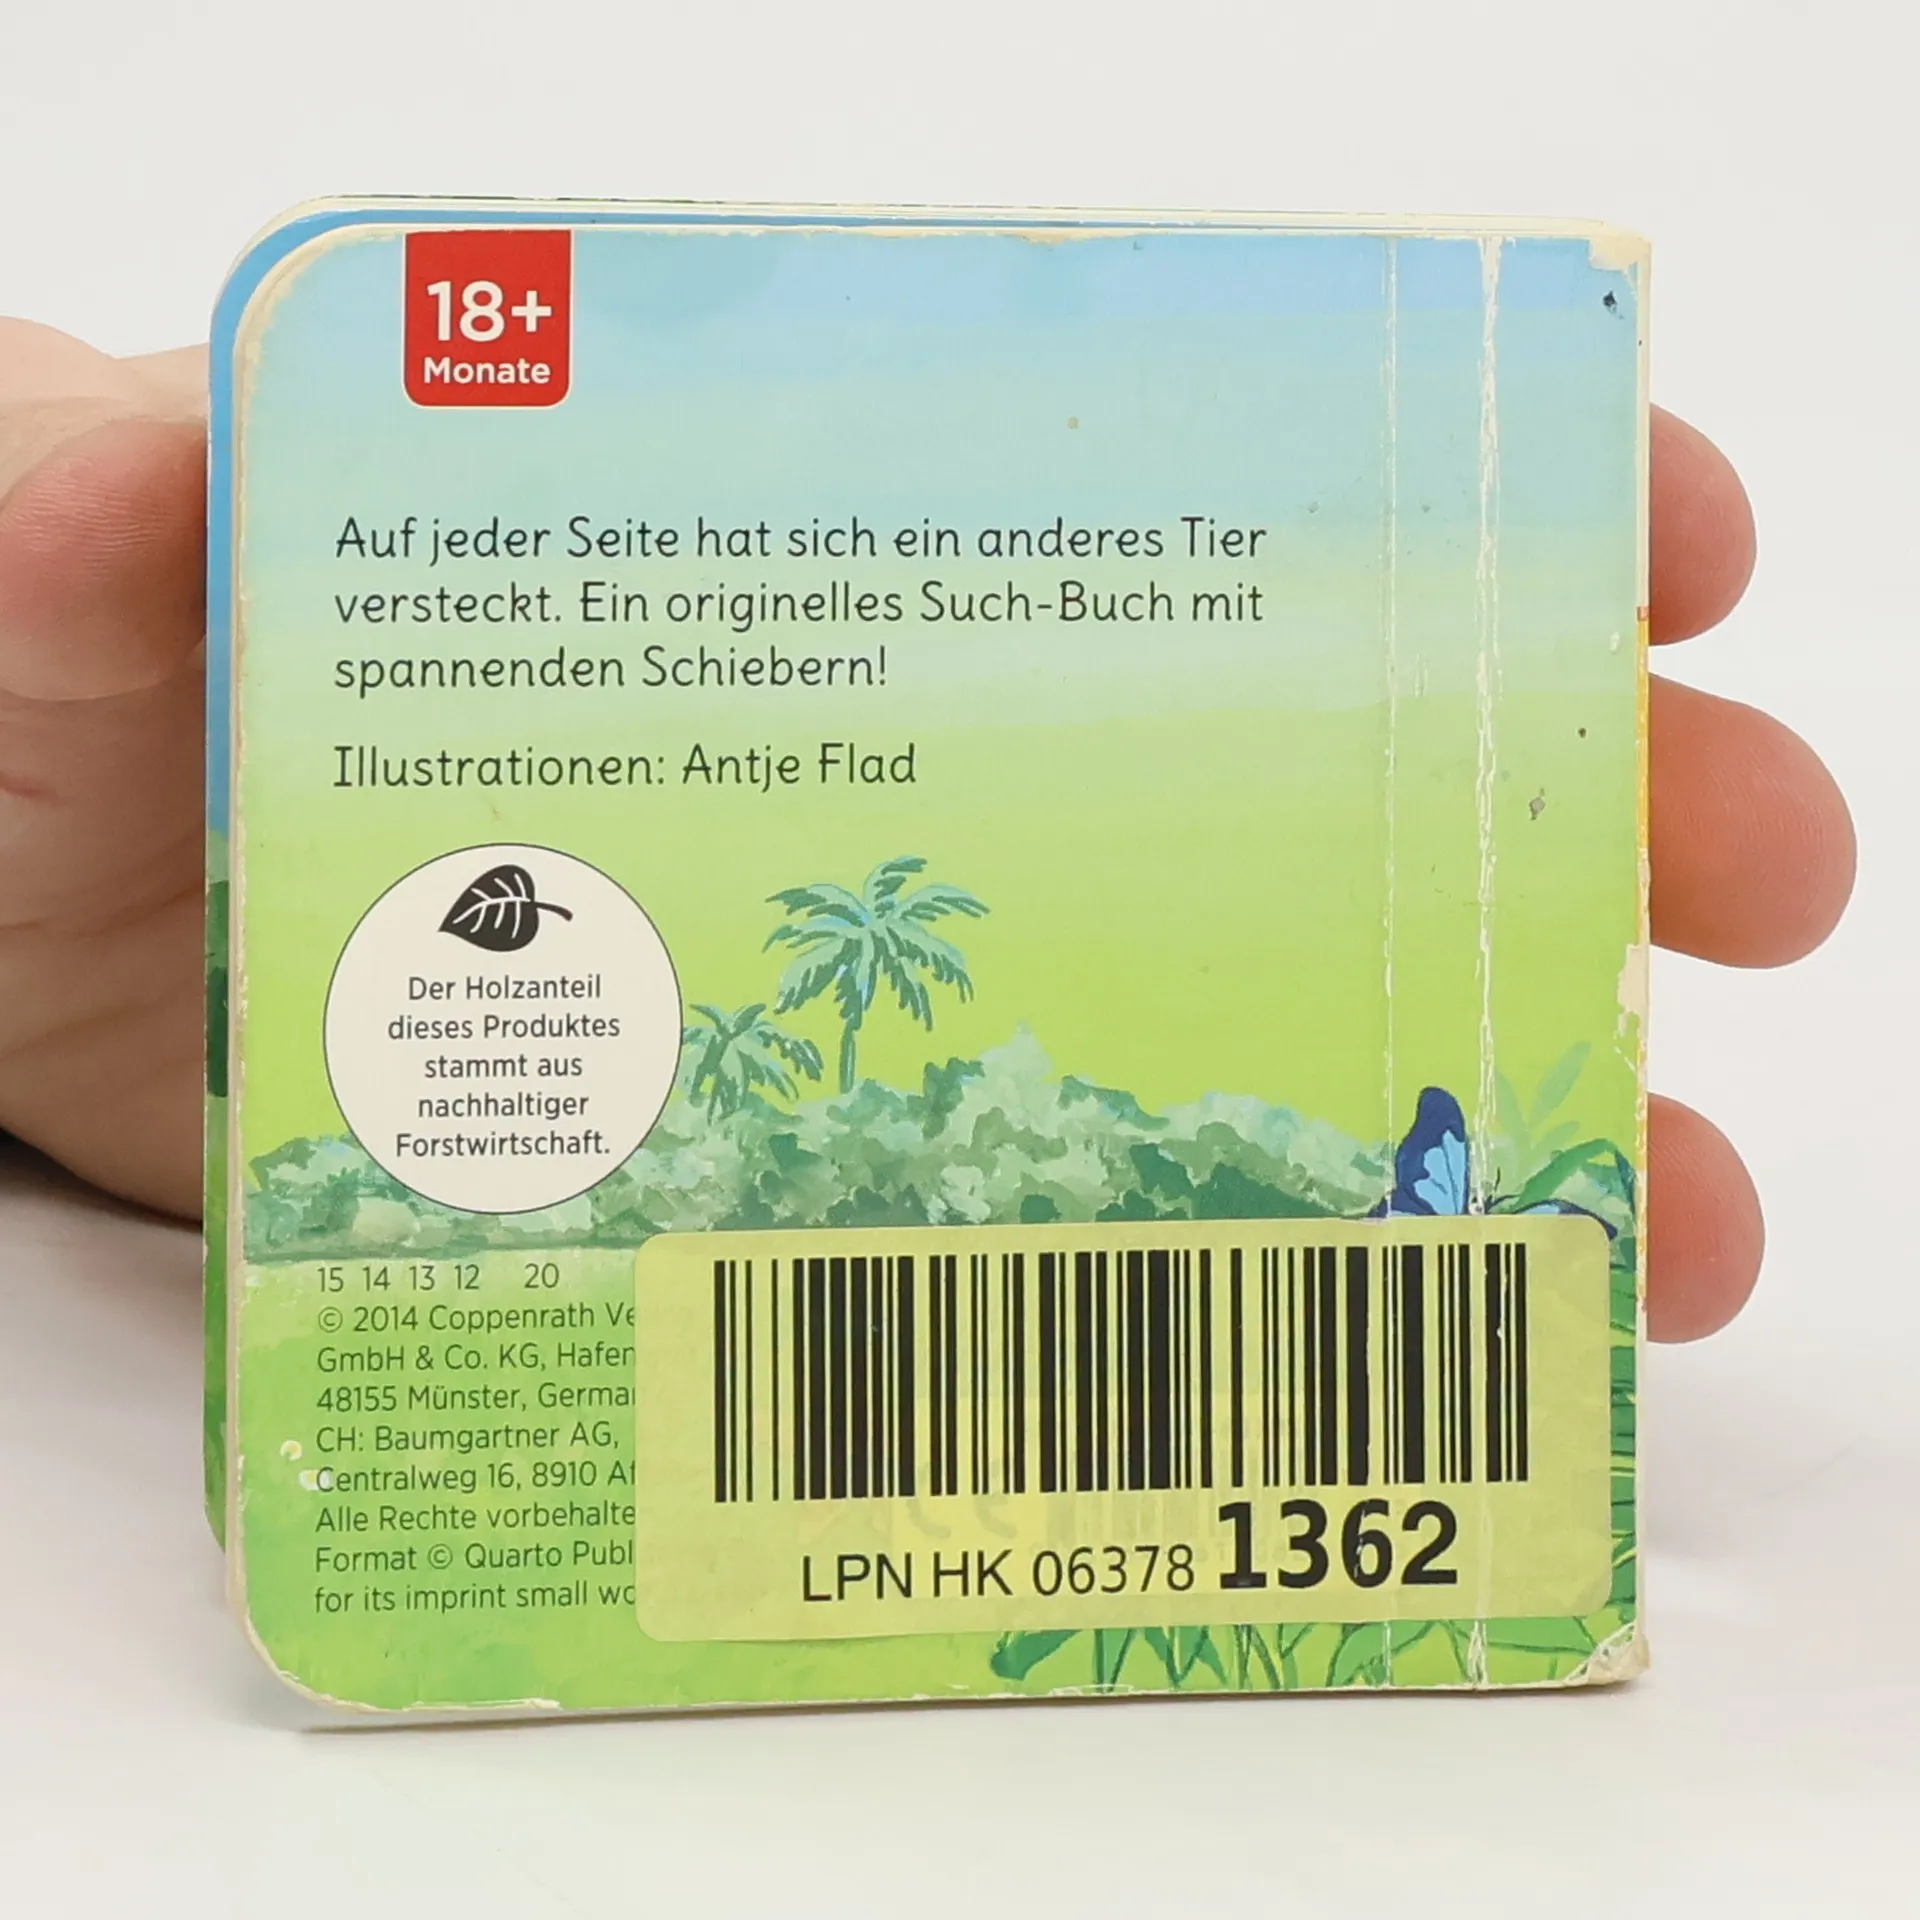 18+
Monate
Auf jeder Seite hat sich ein anderes Tier
versteckt. Ein originelles Such-Buch mit
spannenden Schiebern!
Illustrationen: Antje Flad
Der Holzanteil
dieses Produktes
stammt aus
nachhaltiger
Forstwirtschaft.
15 14 13 12 20
© 2014 Coppenrath
GmbH & Co. KG,
48155 Münster,
CH: Baumgartner AG,
Centralweg 16, 8910
Alle Rechte
Format © Quarto
for its imprint small
LPN HK 06378 1362